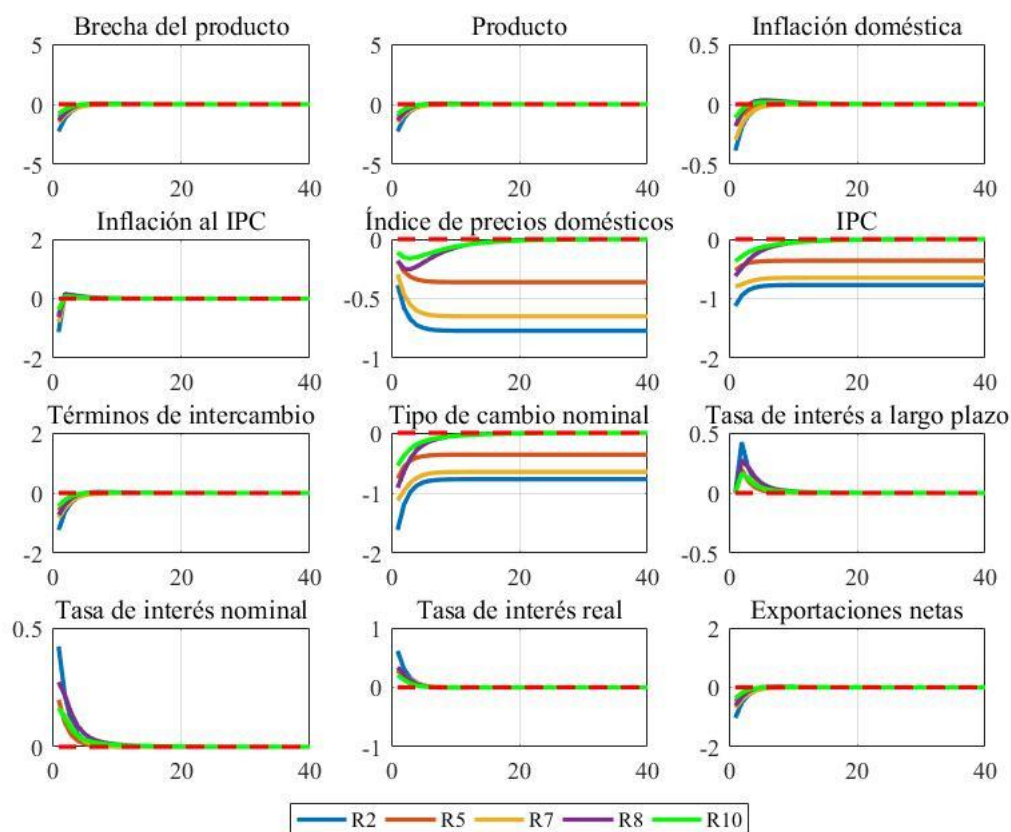 Brecha del producto Producto Inflación doméstica
5 5 0.5
0 0 0
-5 -5 -0.5
0 20 40 0 20 40 0 20 40
Inflación al IPC Índice de precios domésticos IPC
2 0 0
0 -0.5 -1
-2 -1 -2
0 20 40 0 20 40 0 20 40
Términos de intercambio Tipo de cambio nominal Tasa de interés a largo plazo
2 0 0.5
0 -1 0
-2 -2 -0.5
0 20 40 0 20 40 0 20 40
Tasa de interés nominal Tasa de interés real Exportaciones netas
0.5 1 2
0 0
0 -1 -2
0 20 40 0 20 40 0 20 40
R2 R5 R7 R8 R10